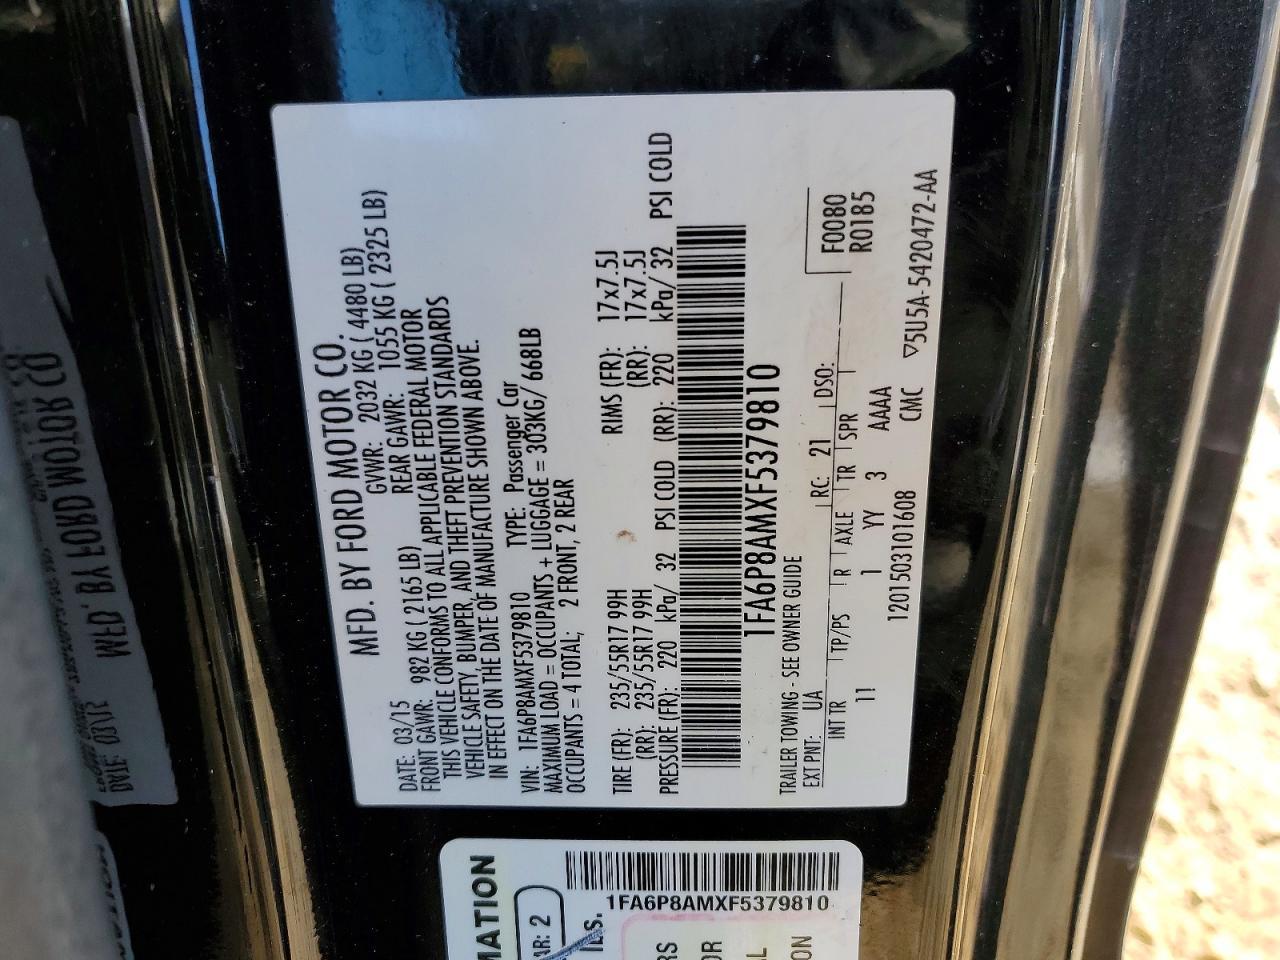 MFD. BY FORD MOTOR CO.
DATE: 03/15 GVWR: 2032 KG ( 4480 LB)
FRONT GAWR: 982 KG ( 2165 LB) REAR GAWR: 1055 KG ( 2325 LB)
THIS VEHICLE CONFORMS TO ALL APPLICABLE FEDERAL MOTOR
VEHICLE SAFETY, BUMPER, AND THEFT PREVENTION STANDARDS
IN EFFECT ON THE DATE OF MANUFACTURE SHOWN ABOVE.
VIN: 1FA6P8AMXF5379810 TYPE: Passenger Car
MAXIMUM LOAD = OCCUPANTS + LUGGAGE = 303KG/ 668LB
OCCUPANTS = 4 TOTAL; 2 FRONT, 2 REAR
TIRE (FR): 235/55R17 99H RIMS (FR): 17x7.5J
(RR): 235/55R17 99H (RR): 17x7.5J
PRESSURE (FR): 220 kPa/ 32 PSI COLD (RR): 220 kPa/ 32 PSI COLD
1FA6P8AMXF5379810
TRAILER TOWING - SEE OWNER GUIDE
EXT PNT: UA RC: 21 DSO: F0080
R0185
INT TR TP/PS R AXLE TR SPR
11 1 YY 3 AAAA
12015031016​08 CMC ▽5U5A-5420472-AA
MATION
AR: 2
1FA6P8AMXF5379810
MFD. BY FORD MOTOR CO
DATE 03/15